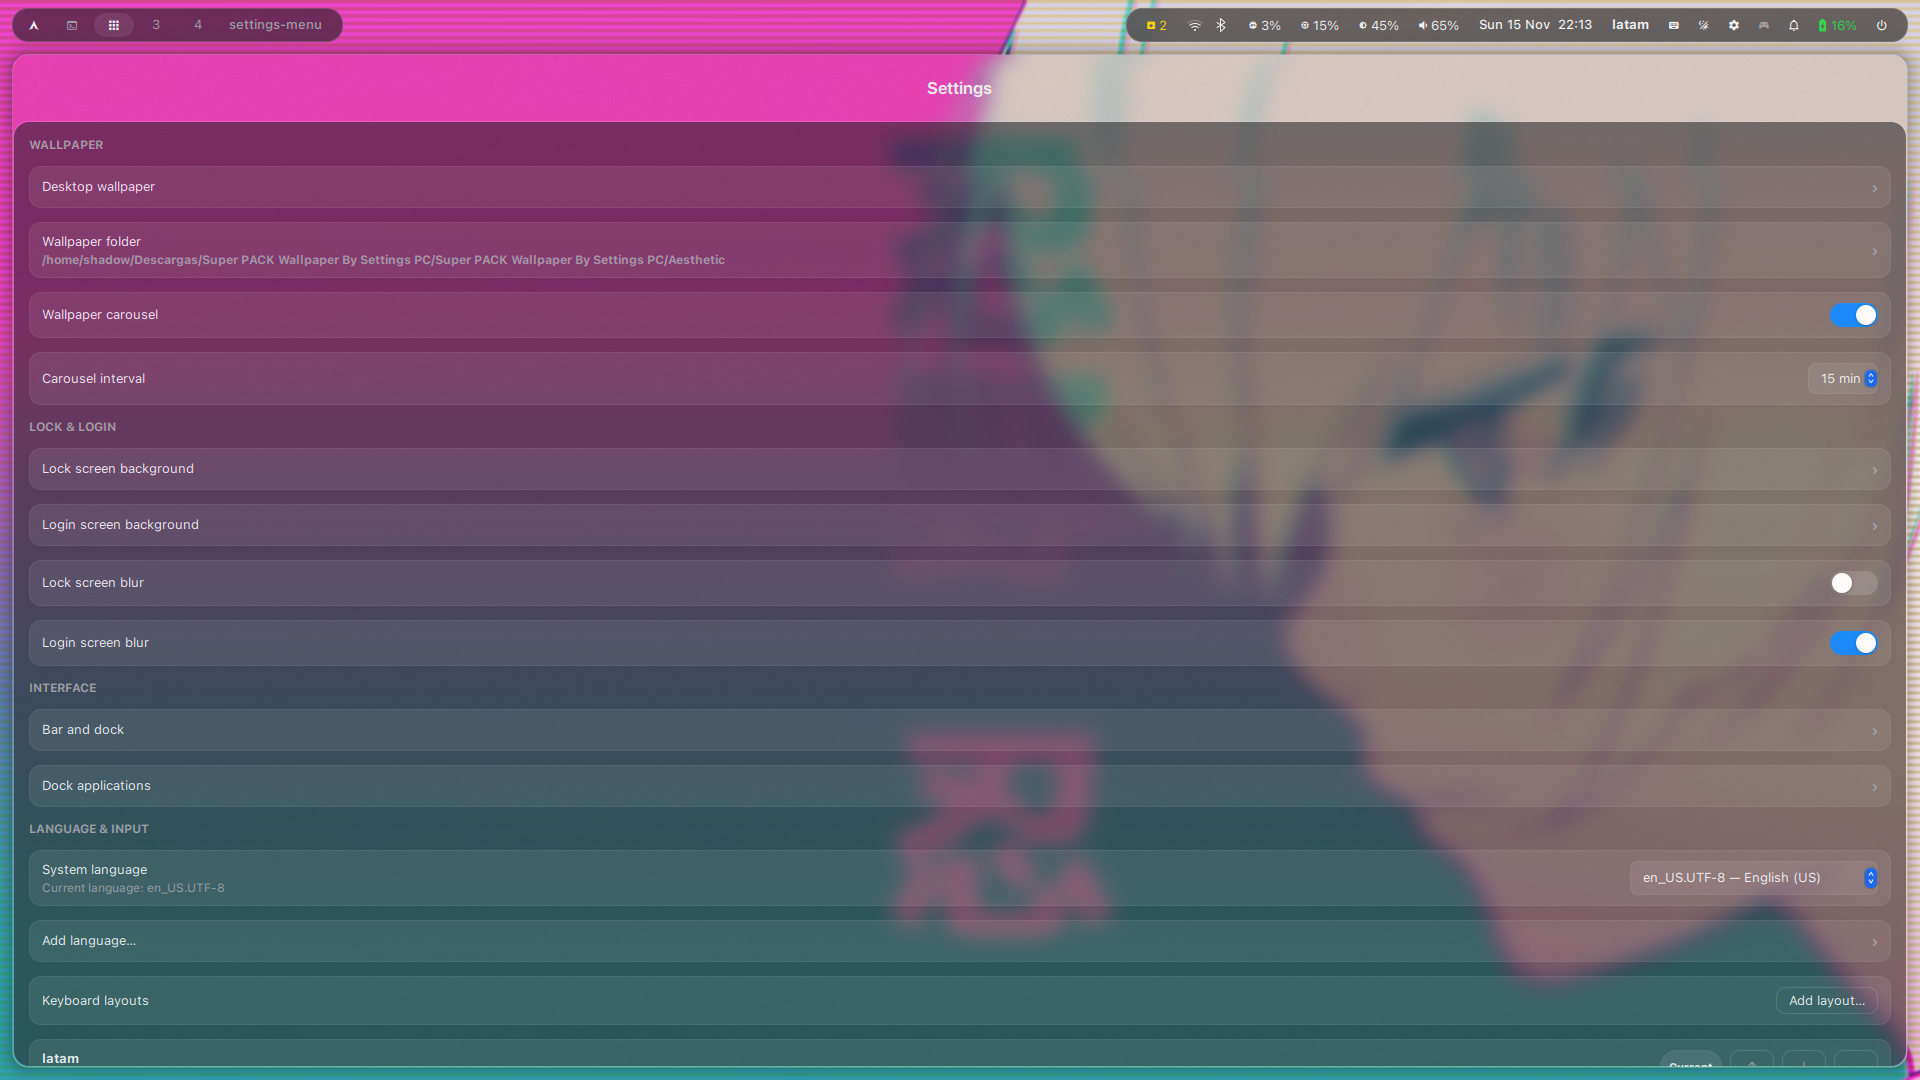 3 4 settings-menu
2 3% 15% 45% 65% Sun 15 Nov 22:13 latam 16%
Settings
WALLPAPER
Desktop wallpaper
Wallpaper folder
/home/shadow/Descargas/Super PACK Wallpaper By Settings PC/Super PACK Wallpaper By Settings PC/Aesthetic
Wallpaper carousel
Carousel interval
15 min
LOCK & LOGIN
Lock screen background
Login screen background
Lock screen blur
Login screen blur
INTERFACE
Bar and dock
Dock applications
LANGUAGE & INPUT
System language
Current language: en_US.UTF-8
en_US.UTF-8 — English (US)
Add language...
Keyboard layouts
Add layout...
latam
Current